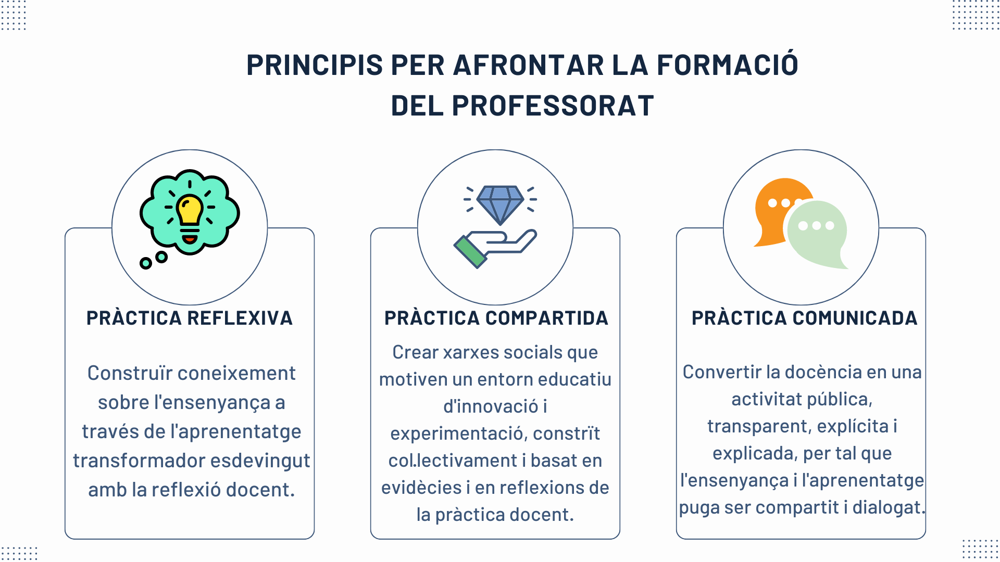 PRINCIPIS PER AFRONTAR LA FORMACIÓ
DEL PROFESSORAT
PRÀCTICA REFLEXIVA
Construïr coneixement
sobre l'ensenyança a
través de l'aprenentatge
transformador esdevingut
amb la reflexió docent.
PRÀCTICA COMPARTIDA
Crear xarxes socials que
motiven un entorn educatiu
d'innovació i
experimentació, constrït
col.lectivament i basat en
evidècies i en reflexions de
la pràctica docent.
PRÀCTICA COMUNICADA
Convertir la docència en una
activitat pública,
transparent, explícita i
explicada, per tal que
l'ensenyança i l'aprenentatge
puga ser compartit i dialogat.